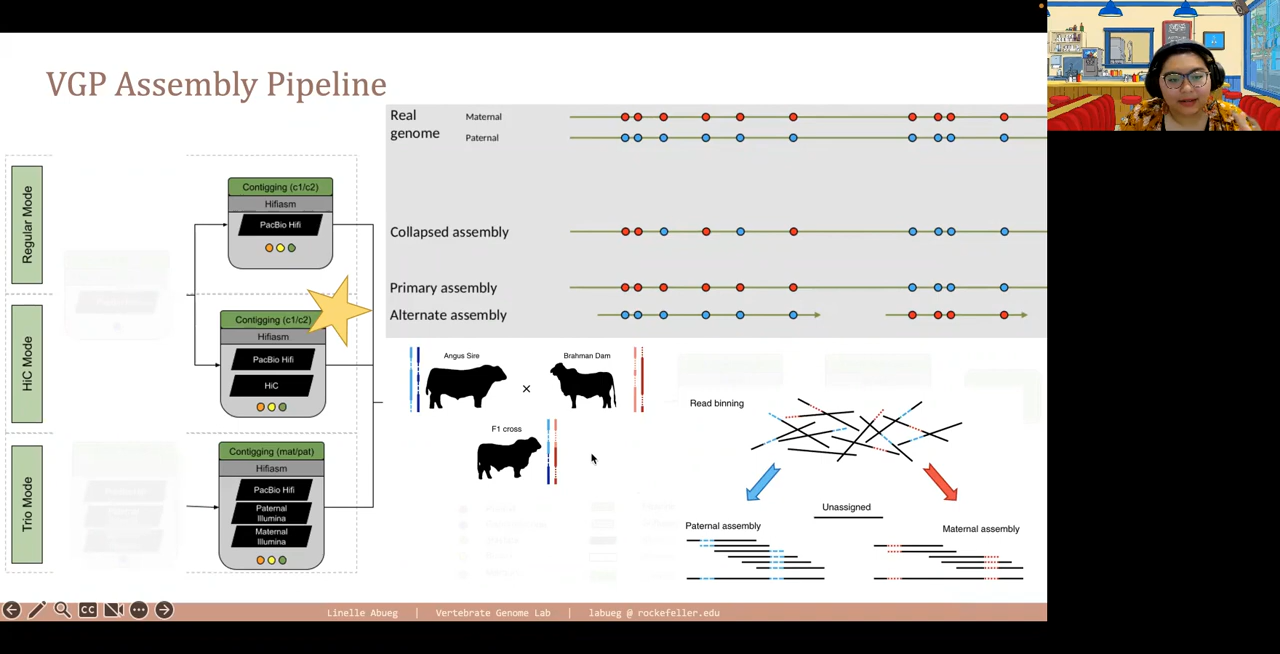 VGP Assembly Pipeline
Regular Mode
HiC Mode
Trio Mode
Contigging (c1/c2)
Hifiasm
PacBio Hifi
Contigging (c1/c2)
Hifiasm
PacBio Hifi
HiC
Contigging (mat/pat)
Hifiasm
PacBio Hifi
Paternal
Illumina
Maternal
Illumina
Real
genome
Maternal
Paternal
Collapsed assembly
Primary assembly
Alternate assembly
Angus Sire
×
Brahman Dam
F1 cross
Read binning
Unassigned
Paternal assembly
Maternal assembly
Linelle Abueg | Vertebrate Genome Lab | labueg @ rockefeller.edu
CC